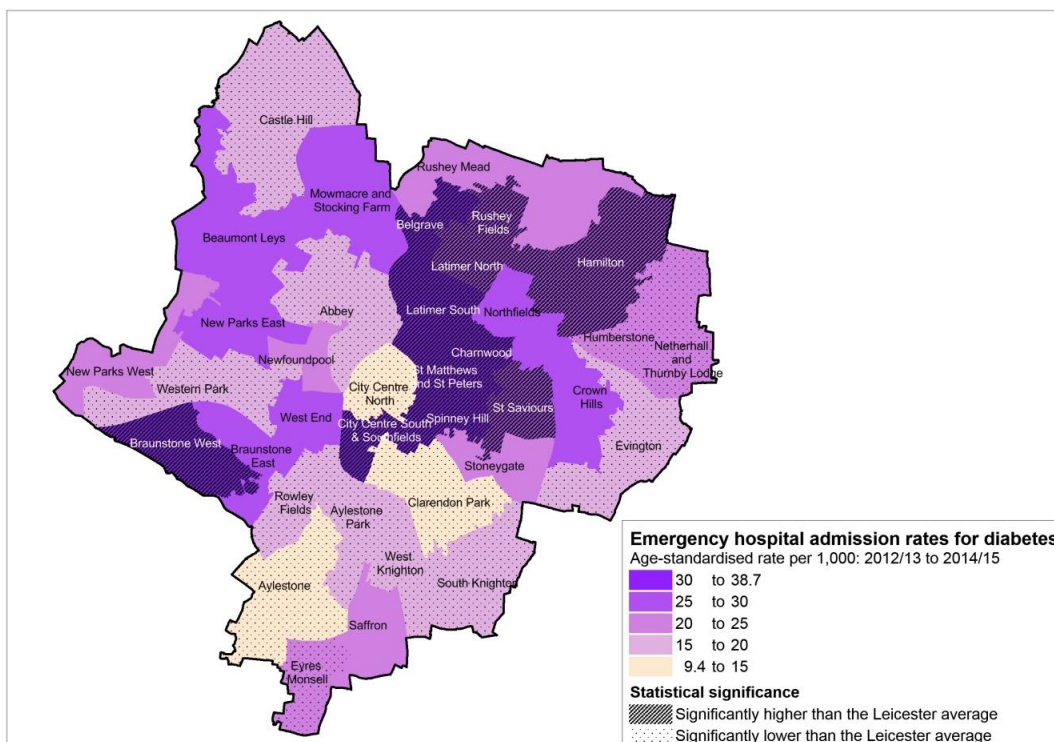 Castle Hill
Rushey Mead
Mowmacre and
Stocking Farm
Belgrave
Rushey
Fields
Beaumont Leys
Latimer North
Hamilton
Abbey
Latimer South
Northfields
New Parks East
Humberstone
Netherhall
and
Thurnby Lodge
Newfoundpool
Charnwood
New Parks West
Western Park
City Centre
North
St Matthews
and St Peters
Crown
Hills
West End
Spinney Hill
St Saviours
City Centre South
& Southfields
Braunstone West
Braunstone
East
Evington
Stoneygate
Rowley
Fields
Aylestone
Park
Clarendon Park
West
Knighton
South Knighton
Aylestone
Saffron
Eyres
Monsell
Emergency hospital admission rates for diabetes
Age-standardised rate per 1,000: 2012/13 to 2014/15
30 to 38.7
25 to 30
20 to 25
15 to 20
9.4 to 15
Statistical significance
Significantly higher than the Leicester average
Significantly lower than the Leicester average